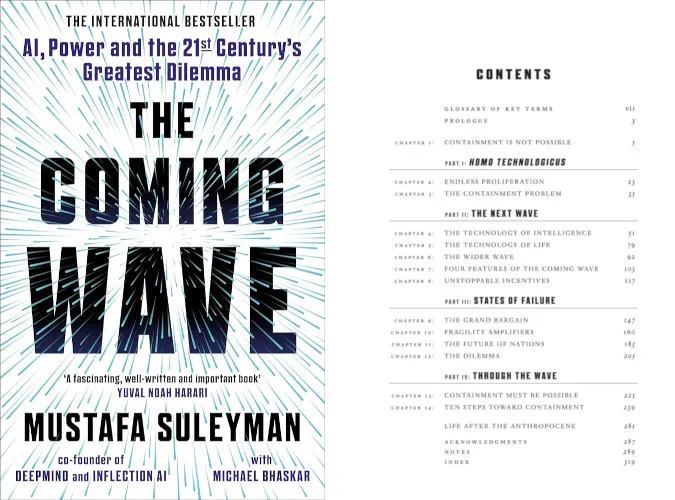 THE INTERNATIONAL BESTSELLER
AI, Power and the 21st Century's
Greatest Dilemma
THE
COMING
WAVE
'A fascinating, well-written and important book'
YUVAL NOAH HARARI
MUSTAFA SULEYMAN
co-founder of
DEEPMIND and INFLECTION AI
with
MICHAEL BHASKAR
CONTENTS
GLOSSARY OF KEY TERMS vii
PROLOGUE 3
CHAPTER 1: CONTAINMENT IS NOT POSSIBLE 5
PART I: HOMO TECHNOLOGICUS
CHAPTER 2: ENDLESS PROLIFERATION 23
CHAPTER 3: THE CONTAINMENT PROBLEM 35
PART II: THE NEXT WAVE
CHAPTER 4: THE TECHNOLOGY OF INTELLIGENCE 51
CHAPTER 5: THE TECHNOLOGY OF LIFE 79
CHAPTER 6: THE WIDER WAVE 92
CHAPTER 7: FOUR FEATURES OF THE COMING WAVE 103
CHAPTER 8: UNSTOPPABLE INCENTIVES 117
PART III: STATES OF FAILURE
CHAPTER 9: THE GRAND BARGAIN 147
CHAPTER 10: FRAGILITY AMPLIFIERS 160
CHAPTER 11: THE FUTURE OF NATIONS 183
CHAPTER 12: THE DILEMMA 205
PART IV: THROUGH THE WAVE
CHAPTER 13: CONTAINMENT MUST BE POSSIBLE 225
CHAPTER 14: TEN STEPS TOWARD CONTAINMENT 239
LIFE AFTER THE ANTHROPOCENE 281
ACKNOWLEDGMENTS 287
NOTES 289
INDEX 319